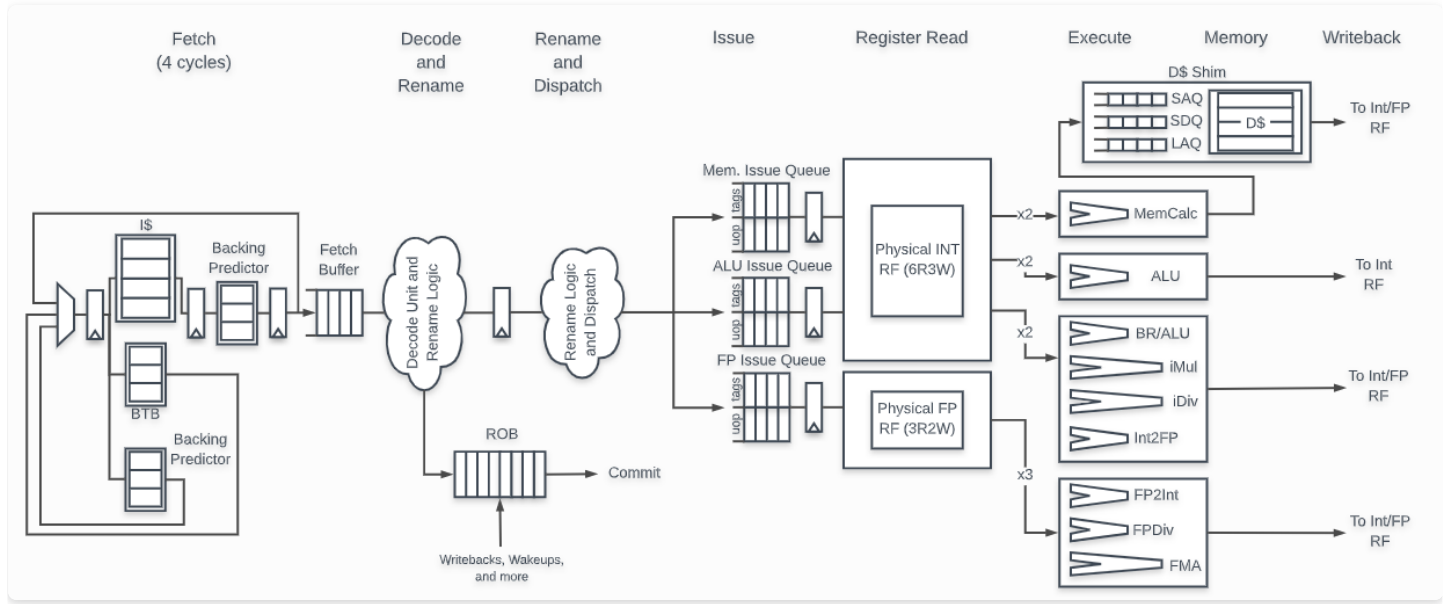 Fetch
(4 cycles)
Decode
and
Rename
Rename
and
Dispatch
Issue
Register Read
Execute
Memory
Writeback
D$ Shim
SAQ
SDQ
LAQ
D$
To Int/FP
RF
Mem. Issue Queue
tags
uop
x2
MemCalc
I$
Backing
Predictor
Fetch
Buffer
Decode Unit and
Rename Logic
Rename Logic
and Dispatch
Physical INT
RF (6R3W)
ALU Issue Queue
tags
uop
x2
ALU
To Int
RF
x2
BR/ALU
iMul
iDiv
Int2FP
To Int/FP
RF
BTB
FP Issue Queue
tags
uop
Physical FP
RF (3R2W)
Backing
Predictor
ROB
Commit
x3
FP2Int
FPDiv
FMA
To Int/FP
RF
Writebacks, Wakeups,
and more